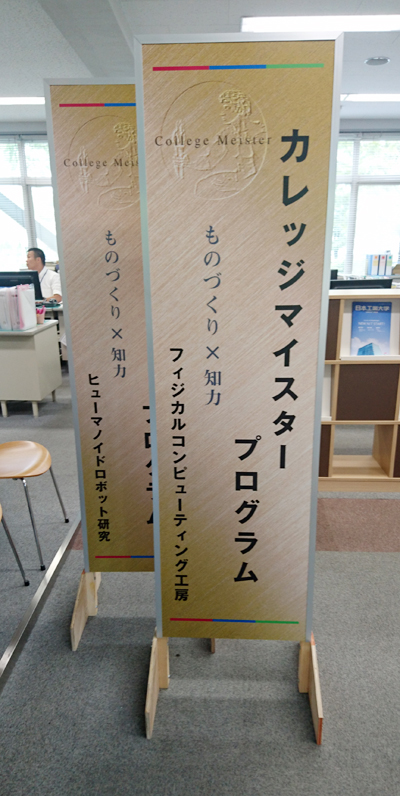 College Meister
カレッジマイスター
プログラム
ものづくり×知力
フィジカルコンピューティング工房
College Meis
ものづくり×知力
ヒューマノイドロボット研究
日本工業大学